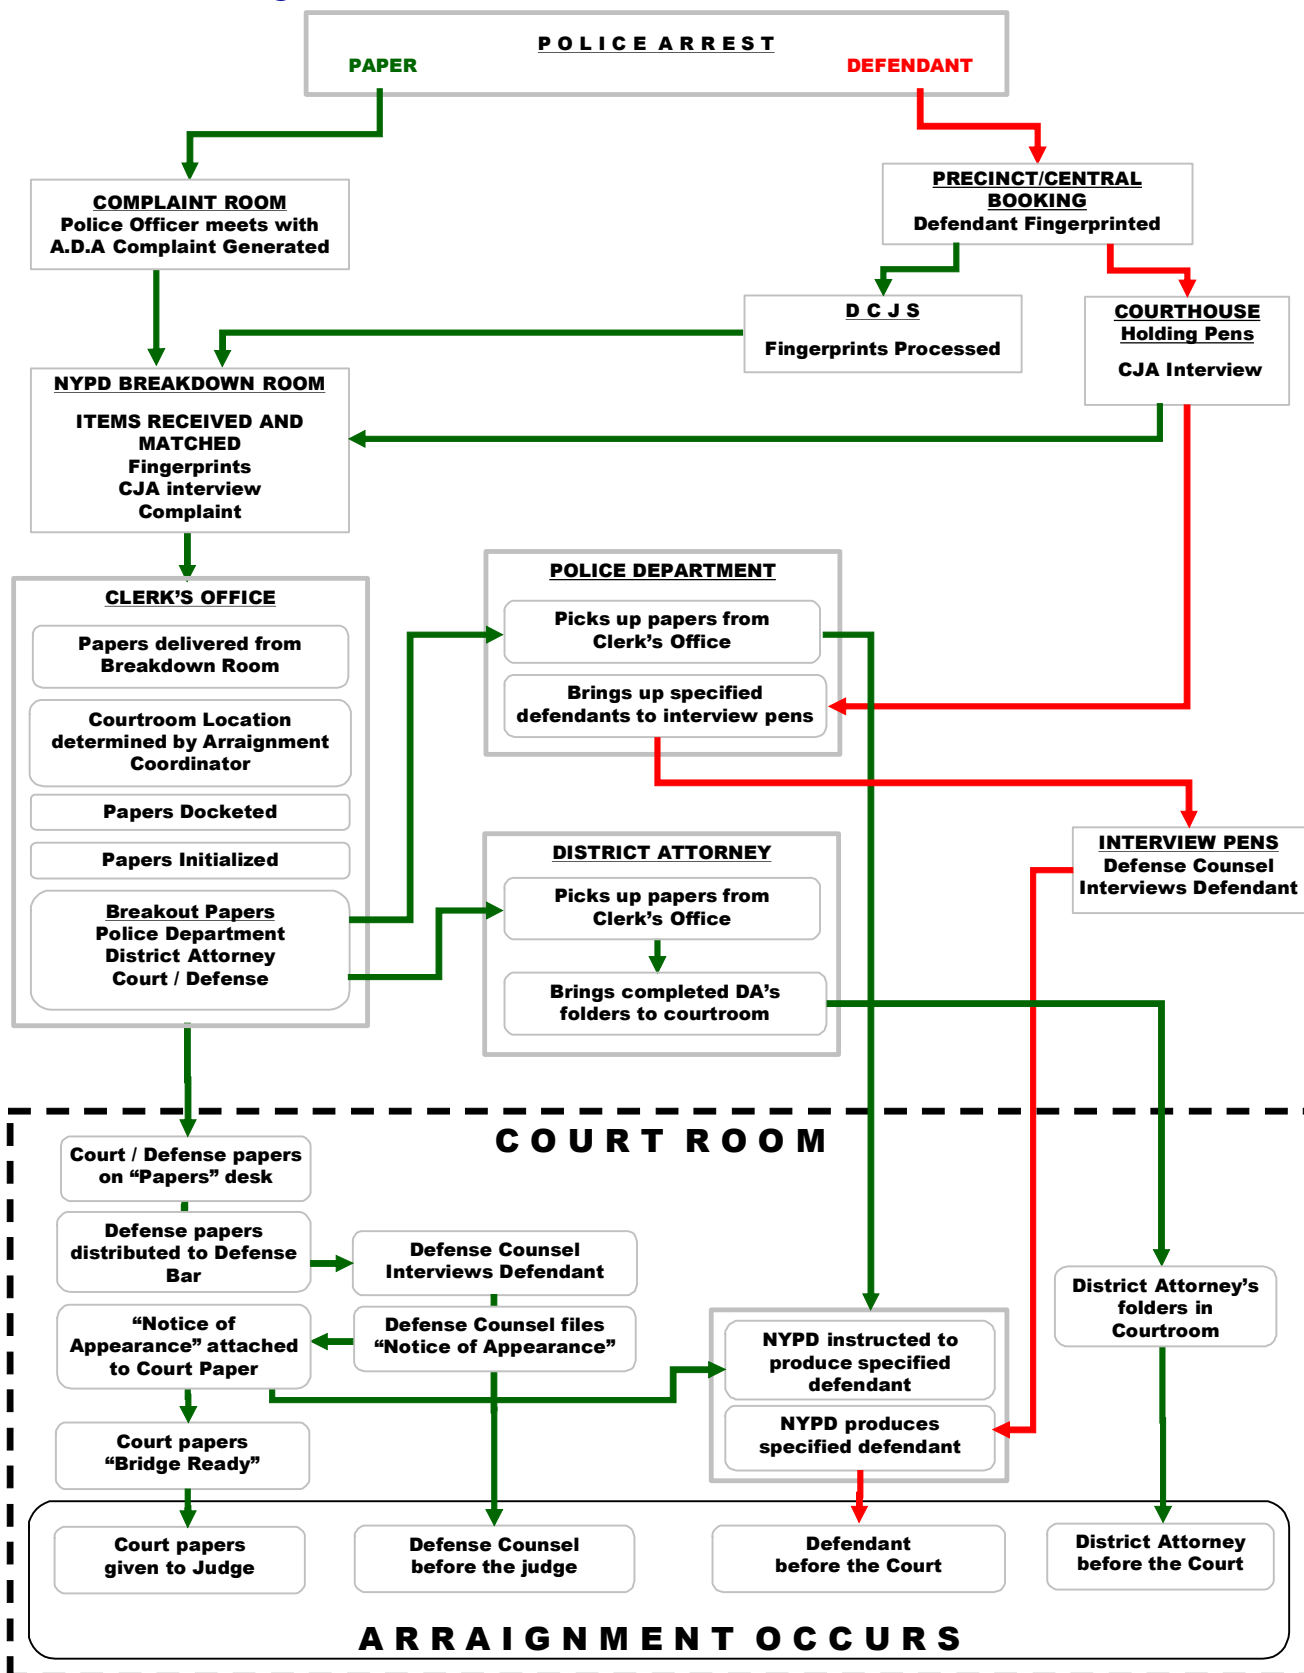 POLICE ARREST
PAPER
DEFENDANT
COMPLAINT ROOM
Police Officer meets with
A.D.A Complaint Generated
PRECINCT/CENTRAL
BOOKING
Defendant Fingerprinted
D C J S
Fingerprints Processed
COURTHOUSE
Holding Pens
CJA Interview
NYPD BREAKDOWN ROOM
ITEMS RECEIVED AND
MATCHED
Fingerprints
CJA interview
Complaint
CLERK'S OFFICE
Papers delivered from
Breakdown Room
Courtroom Location
determined by Arraignment
Coordinator
Papers Docketed
Papers Initialized
Breakout Papers
Police Department
District Attorney
Court / Defense
POLICE DEPARTMENT
Picks up papers from
Clerk's Office
Brings up specified
defendants to interview pens
DISTRICT ATTORNEY
Picks up papers from
Clerk's Office
Brings completed DA's
folders to courtroom
INTERVIEW PENS
Defense Counsel
Interviews Defendant
COURT ROOM
Court / Defense papers
on “Papers” desk
Defense papers
distributed to Defense
Bar
Defense Counsel
Interviews Defendant
“Notice of
Appearance” attached
to Court Paper
Defense Counsel files
“Notice of Appearance”
NYPD instructed to
produce specified
defendant
NYPD produces
specified defendant
District Attorney's
folders in
Courtroom
Court papers
“Bridge Ready”
Court papers
given to Judge
Defense Counsel
before the judge
Defendant
before the Court
District Attorney
before the Court
ARRAIGNMENT OCCURS